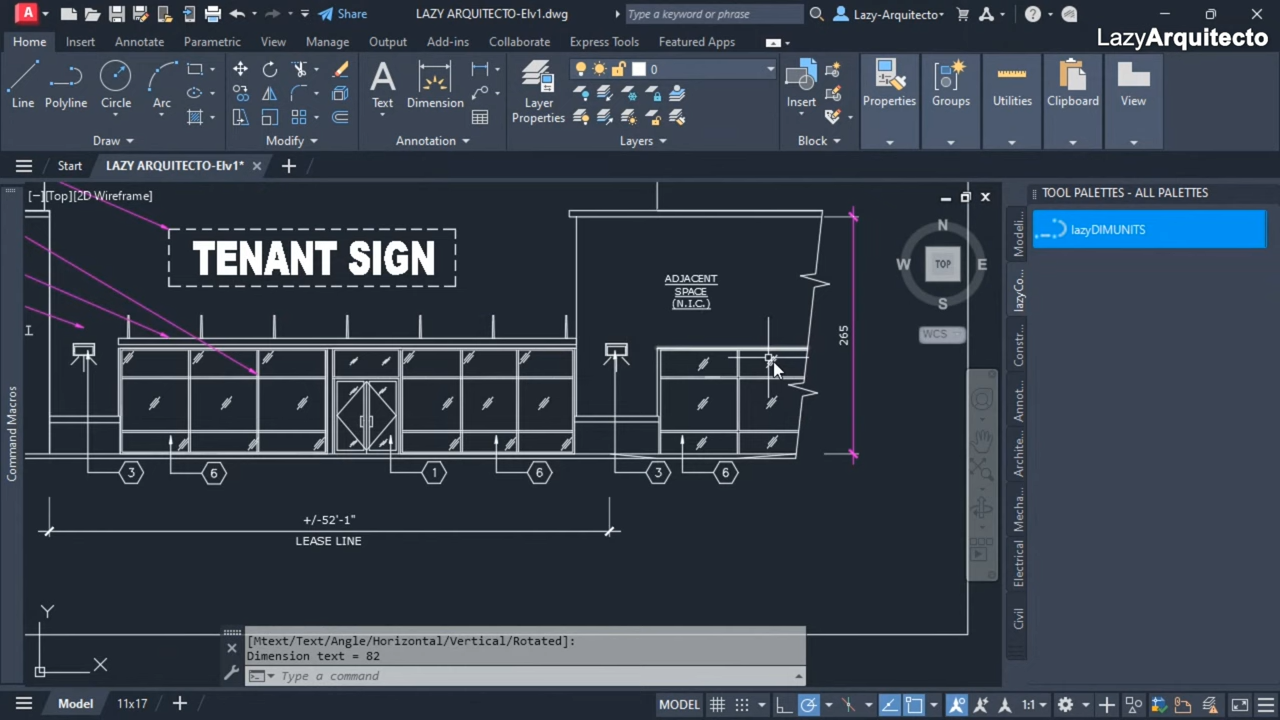 Share
LAZY ARQUITECTO-Elv1.dwg
Type a keyword or phrase
Lazy-Arquitecto
LazyArquitecto
Home
Insert
Annotate
Parametric
View
Manage
Output
Add-ins
Collaborate
Express Tools
Featured Apps
0
Line
Polyline
Circle
Arc
Text
Dimension
Layer
Properties
Insert
Properties
Groups
Utilities
Clipboard
View
Draw
Modify
Annotation
Layers
Block
Start
LAZY ARQUITECTO-Elv1*
[−][Top][2D Wireframe]
TOOL PALETTES - ALL PALETTES
lazyDIMUNITS
Modeli...
lazyCo...
Constr...
Annot...
Archite...
Mecha...
Electrical
Civil
N
W
TOP
E
S
WCS
TENANT SIGN
ADJACENT
SPACE
(N.I.C.)
265
3
6
1
6
3
6
+/-52'-1"
LEASE LINE
Command Macros
Y
X
[Mtext/Text/Angle/Horizontal/Vertical/Rotated]:
Dimension text = 82
Type a command
Model
11x17
MODEL
1:1